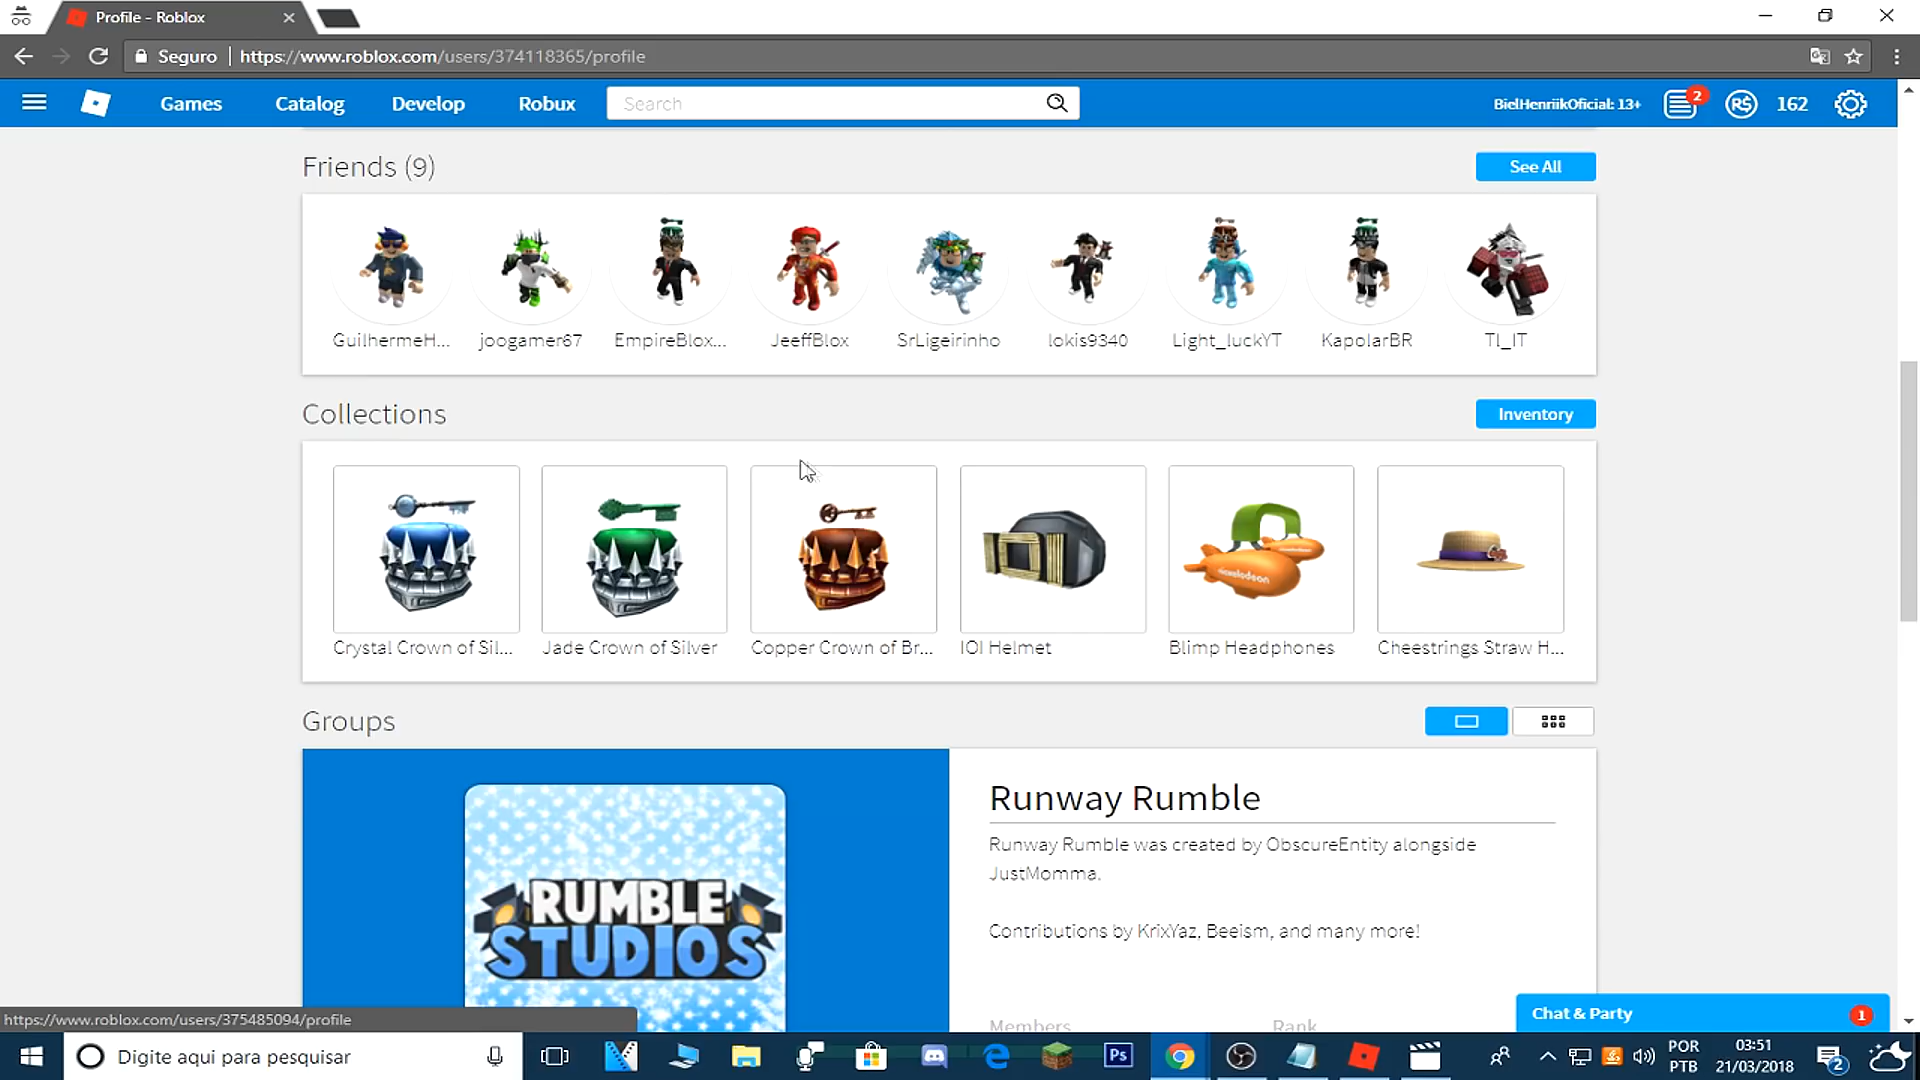 Profile - Roblox
Seguro
https://www.roblox.com/users/374118365/profile
Games
Catalog
Develop
Robux
Search
BielHenriikOficial: 13+
2
R$
162
Friends (9)
See All
GuilhermeH...
joogamer67
EmpireBlox...
JeeffBlox
SrLigeirinho
lokis9340
Light_luckYT
KapolarBR
Tl_IT
Collections
Inventory
nickelodeon
Crystal Crown of Sil...
Jade Crown of Silver
Copper Crown of Br...
IOI Helmet
Blimp Headphones
Cheestrings Straw H...
Groups
RUMBLE
STUDIOS
Runway Rumble
Runway Rumble was created by ObscureEntity alongside
JustMomma.
Contributions by KrixYaz, Beeism, and many more!
Members
Rank
Chat & Party
1
https://www.roblox.com/users/375485094/profile
Digite aqui para pesquisar
Ps
POR
PTB
03:51
21/03/2018
2